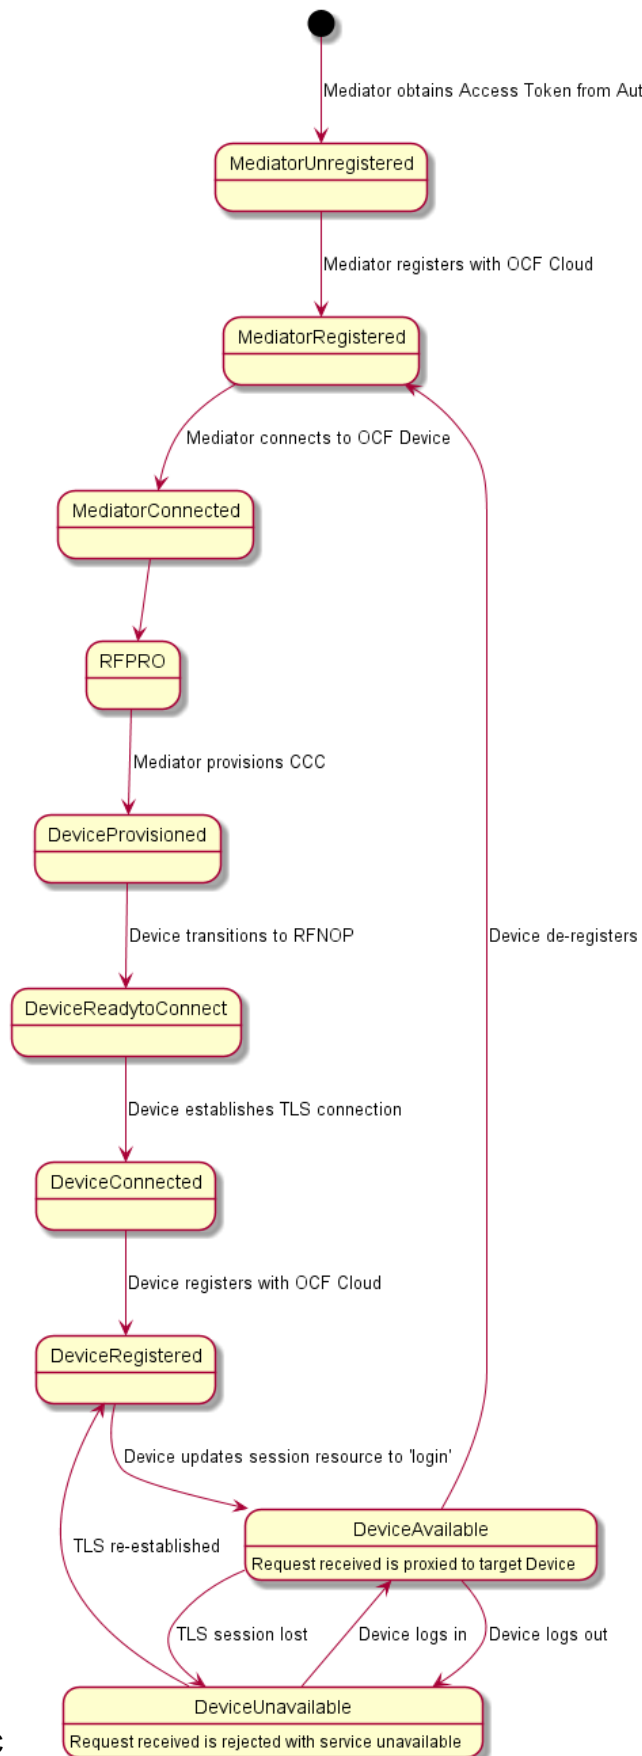 Mediator obtains Access Token from Aut
MediatorUnregistered
Mediator registers with OCF Cloud
MediatorRegistered
Mediator connects to OCF Device
MediatorConnected
RFPRO
Mediator provisions CCC
DeviceProvisioned
Device transitions to RFNOP
Device de-registers
DeviceReadytoConnect
Device establishes TLS connection
DeviceConnected
Device registers with OCF Cloud
DeviceRegistered
Device updates session resource to 'login'
DeviceAvailable
TLS re-established
Request received is proxied to target Device
TLS session lost
Device logs in
Device logs out
DeviceUnavailable
Request received is rejected with service unavailable